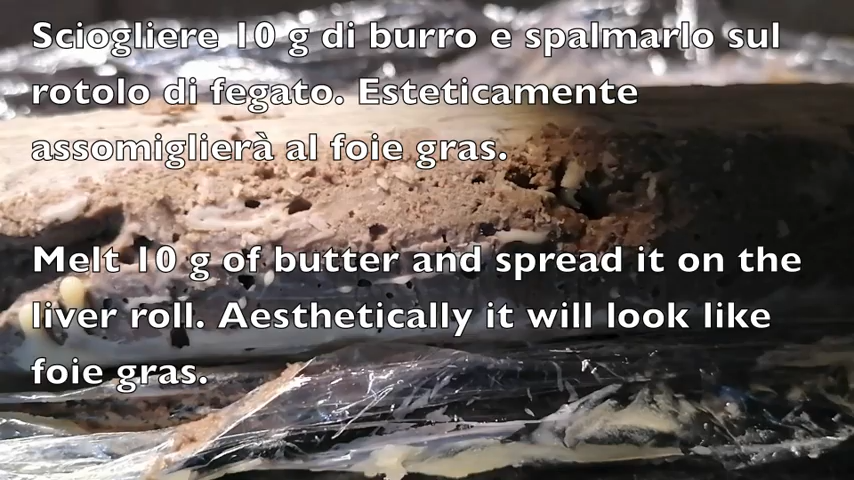 Sciogliere 10 g di burro e spalmarlo sul
rotolo di fegato. Esteticamente
assomiglierà al foie gras.
Melt 10 g of butter and spread it on the
liver roll. Aesthetically it will look like
foie gras.